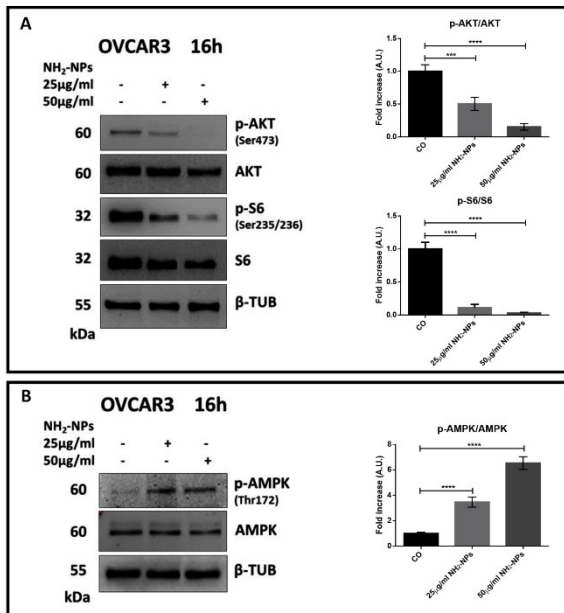 A
OVCAR3 16h
NH₂-NPs
25µg/ml - + -
50µg/ml - - +
60 p-AKT
(Ser473)
60 AKT
32 p-S6
(Ser235/236)
32 S6
55 β-TUB
kDa
p-AKT/AKT
****
***
Fold increase (A.U.)
1.5
1.0
0.5
0.0
CO
25µg/ml NH₂-NPs
50µg/ml NH₂-NPs
p-S6/S6
****
****
Fold increase (A.U.)
1.5
1.0
0.5
0.0
CO
25µg/ml NH₂-NPs
50µg/ml NH₂-NPs
B
OVCAR3 16h
NH₂-NPs
25µg/ml - + -
50µg/ml - - +
60 p-AMPK
(Thr172)
60 AMPK
55 β-TUB
kDa
p-AMPK/AMPK
****
****
Fold increase (A.U.)
8
6
4
2
0
CO
25µg/ml NH₂-NPs
50µg/ml NH₂-NPs